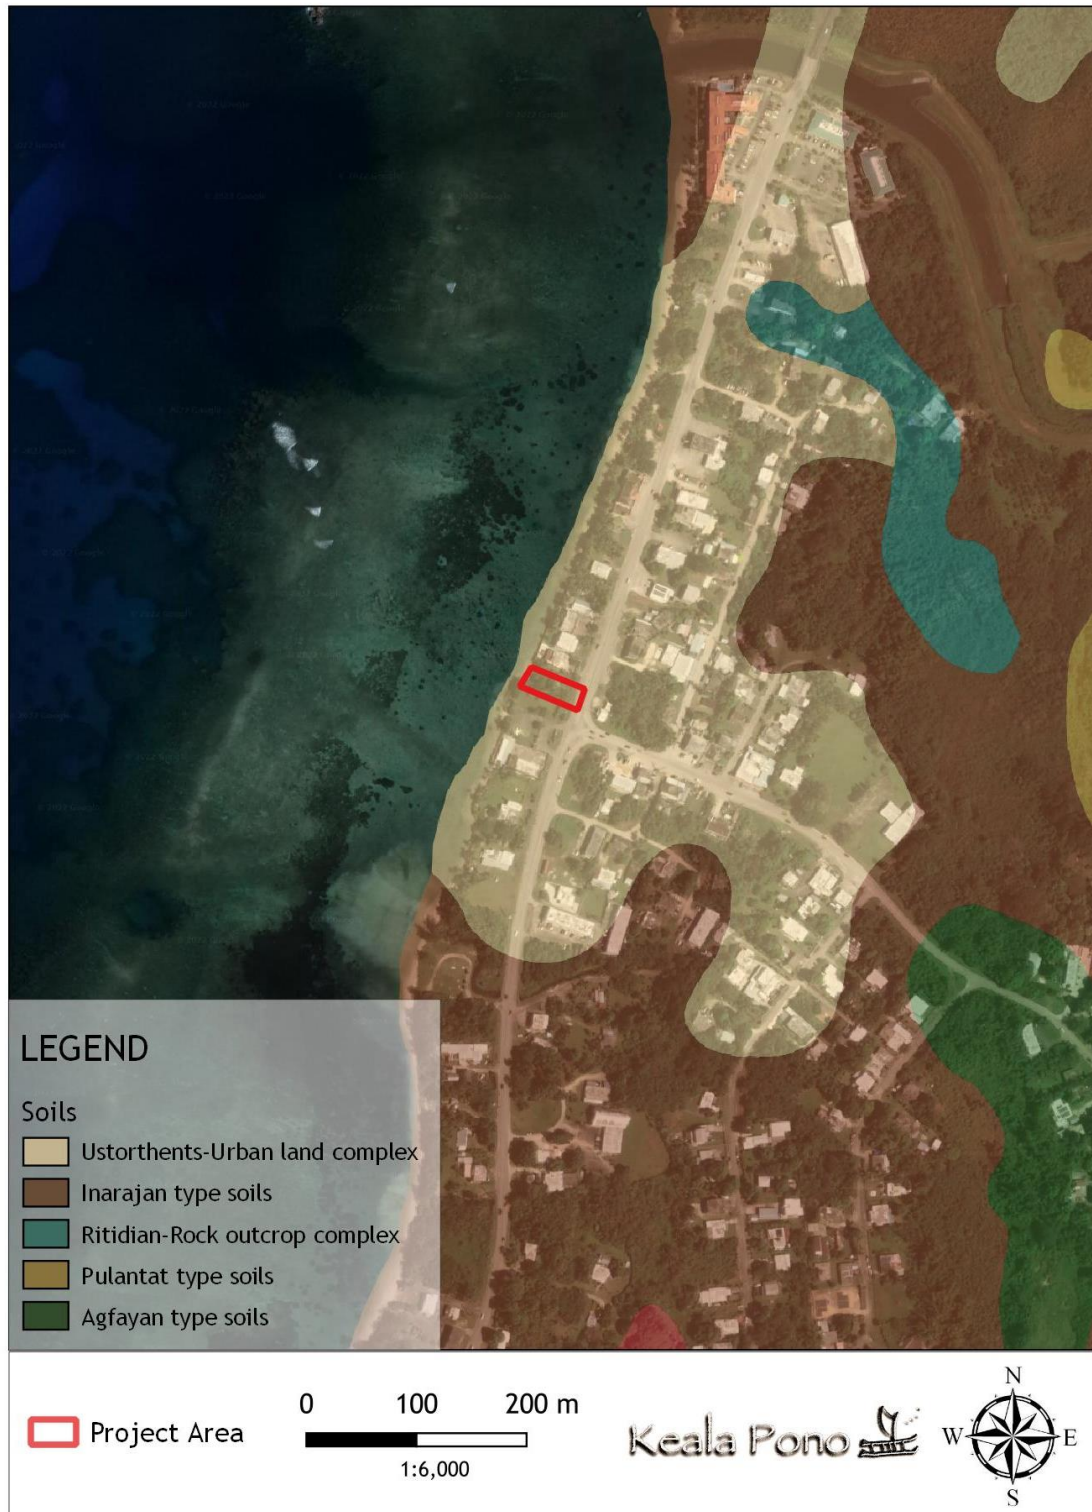 LEGEND
Soils
Ustorthents-Urban land complex
Inarajan type soils
Ritidian-Rock outcrop complex
Pulantat type soils
Agfayan type soils
Project Area
0 100 200 m
1:6,000
Keala Pono
N
W E
S